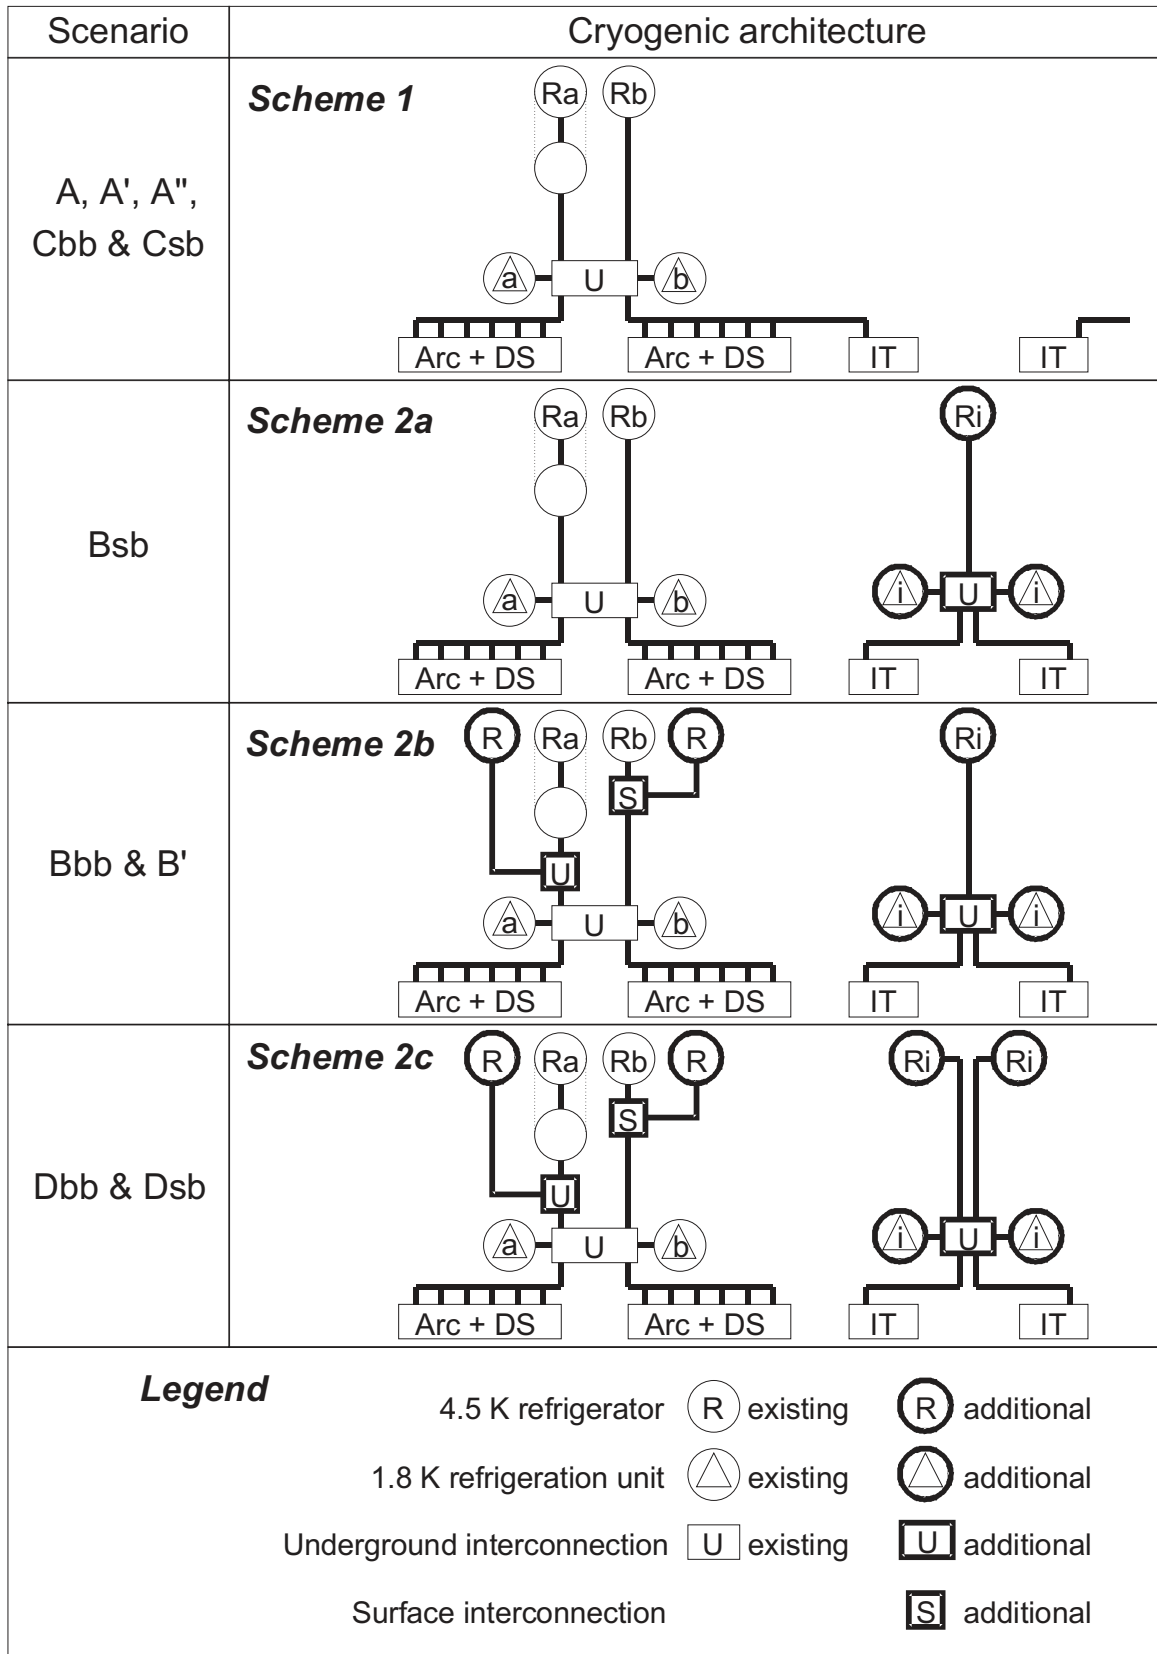 Scenario
Cryogenic architecture
A, A', A",
Cbb & Csb
Scheme 1
Ra Rb
a U b
Arc + DS Arc + DS IT IT
Bsb
Scheme 2a
Ra Rb Ri
a U b i U i
Arc + DS Arc + DS IT IT
Bbb & B'
Scheme 2b
R Ra Rb R Ri
S
U
a U b i U i
Arc + DS Arc + DS IT IT
Dbb & Dsb
Scheme 2c
R Ra Rb R Ri Ri
S
U
a U b i U i
Arc + DS Arc + DS IT IT
Legend
4.5 K refrigerator R existing R additional
1.8 K refrigeration unit existing additional
Underground interconnection U existing U additional
Surface interconnection S additional